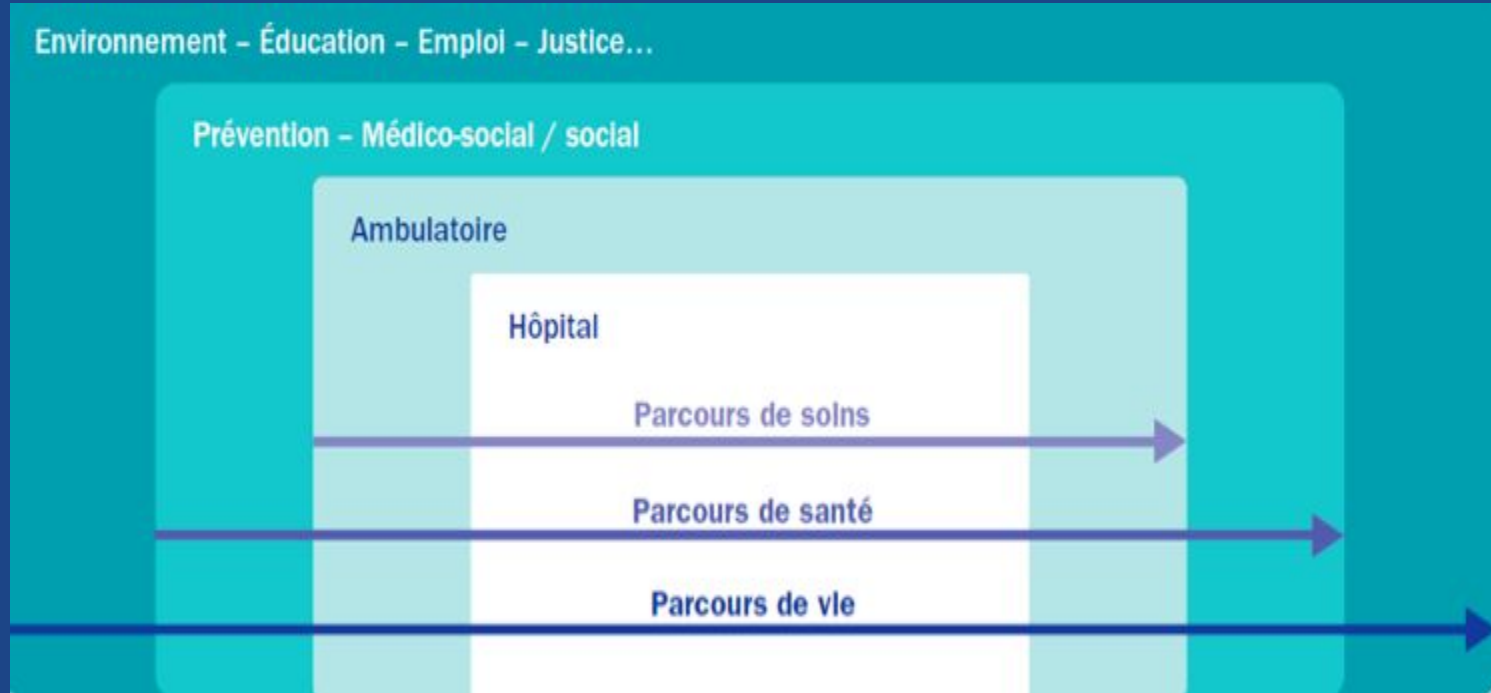 Environnement – Éducation – Emploi – Justice...
Prévention – Médico-social / social
Ambulatoire
Hôpital
Parcours de soins
Parcours de santé
Parcours de vie